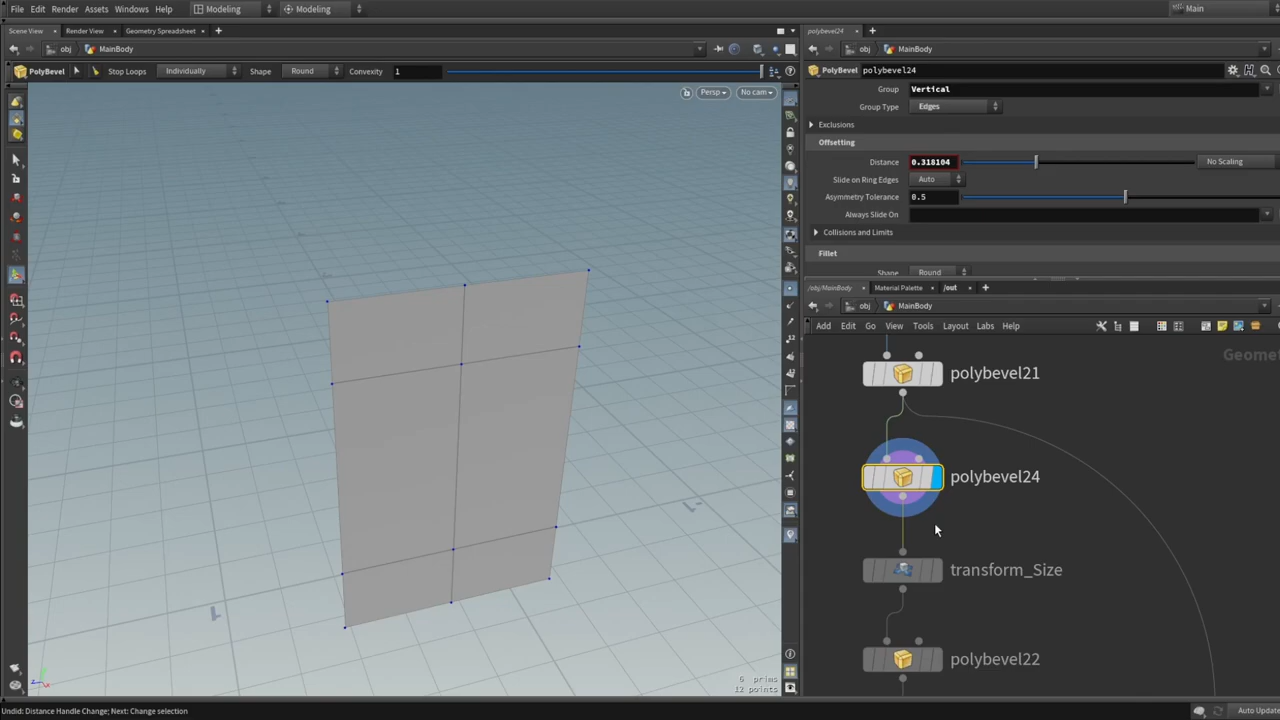 File Edit Render Assets Windows Help Modeling Modeling Main
Scene View Render View Geometry Spreadsheet polybevel24
obj MainBody obj MainBody
PolyBevel Stop Loops Individually Shape Round Convexity 1 PolyBevel polybevel24
Group Vertical
Persp No cam
Group Type Edges
Exclusions
Offsetting
Distance 0.318104 No Scaling
Slide on Ring Edges Auto
Asymmetry Tolerance 0.5
Always Slide On
Collisions and Limits
Fillet
Shape Round
/obj/MainBody Material Palette /out
obj MainBody
Add Edit Go View Tools Layout Labs Help
Geome
polybevel21
polybevel24
transform_Size
polybevel22
6 prims
12 points
Undid: Distance Handle Change; Next: Change selection
Auto Update